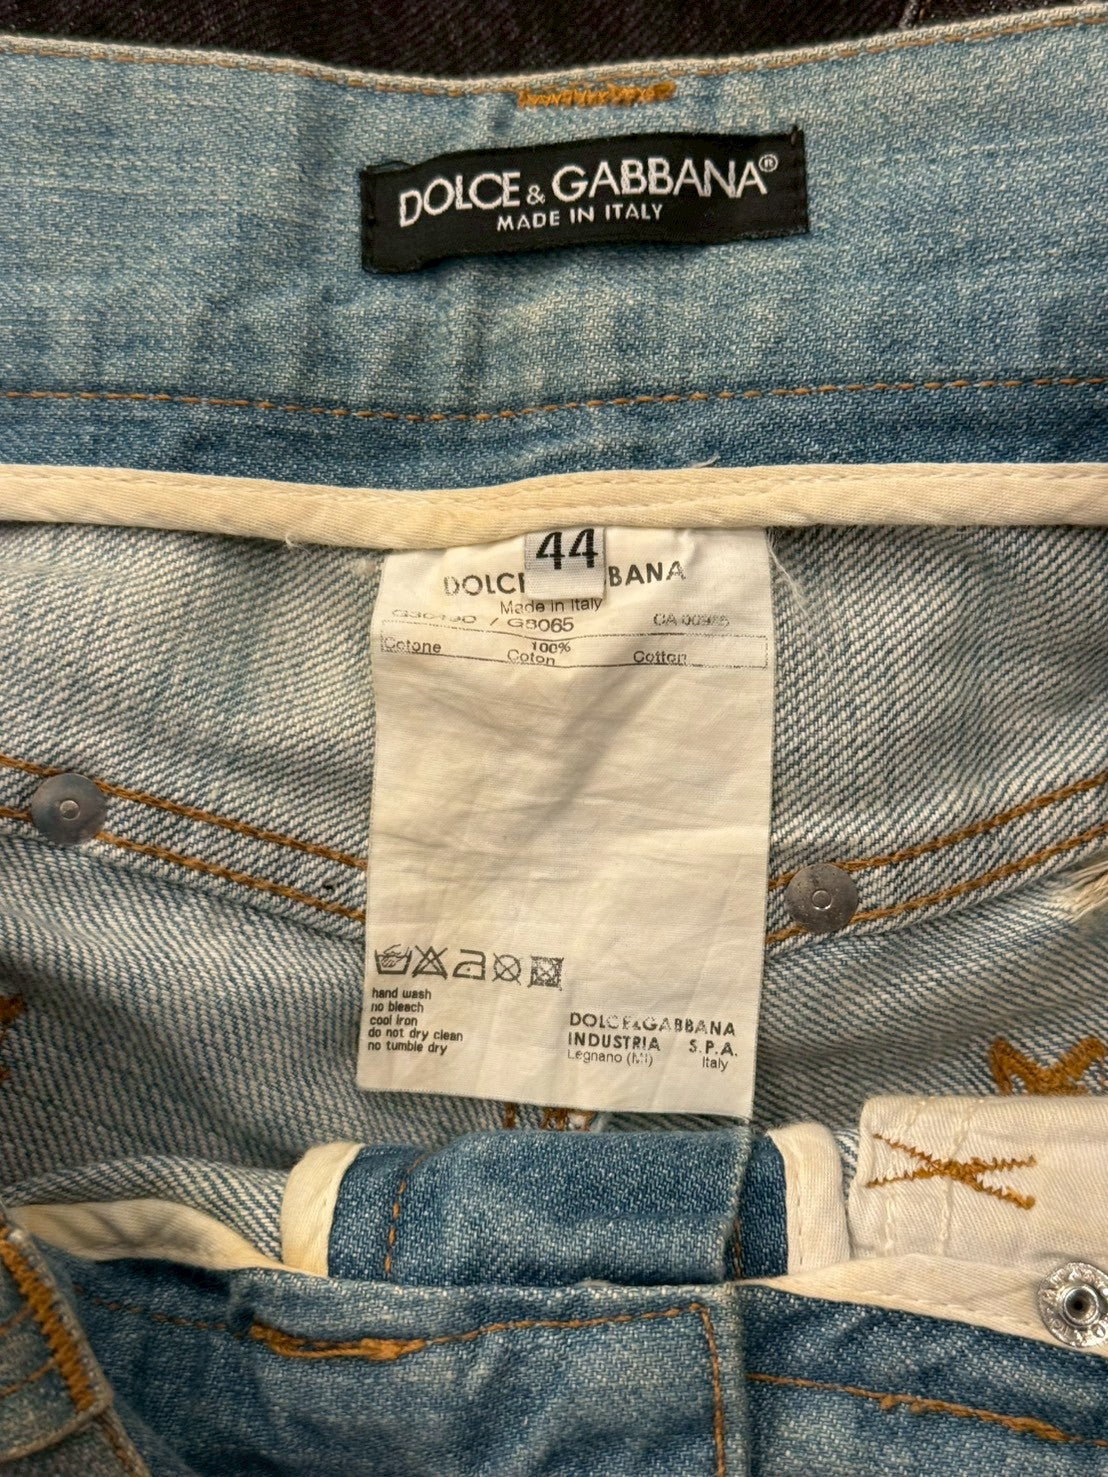 DOLCE & GABBANA®
MADE IN ITALY
44
DOLC BANA
Made in Italy
/ G8065
100%
Cotone Coton Cotton
hand wash
no bleach
cool iron
do not dry clean
no tumble dry
DOLCE&GABBANA
INDUSTRIA S.P.A.
Legnano (MI)
Italy